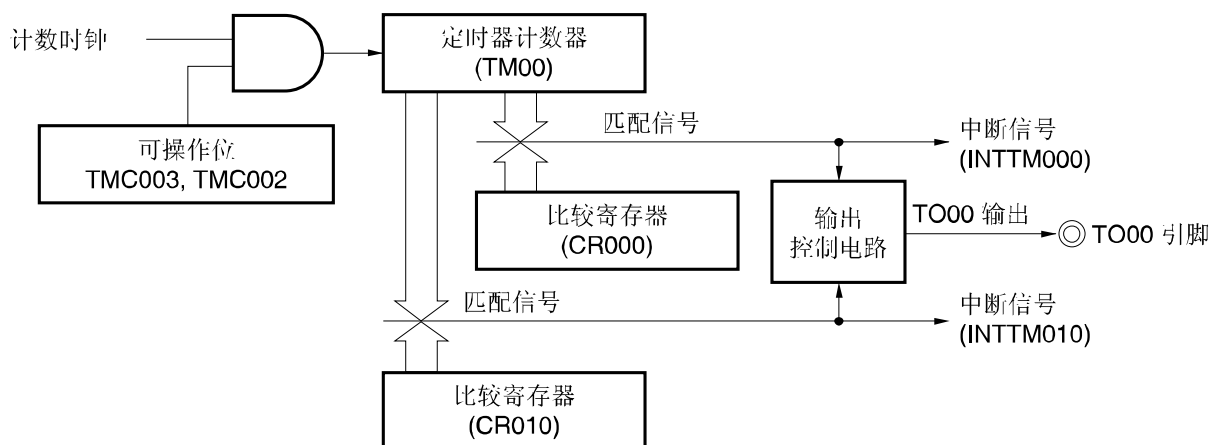 计数时钟
定时器计数器
(TM00)
可操作位
TMC003, TMC002
匹配信号
中断信号
(INTTM000)
比较寄存器
(CR000)
输出
控制电路
TO00 输出
TO00 引脚
匹配信号
中断信号
(INTTM010)
比较寄存器
(CR010)